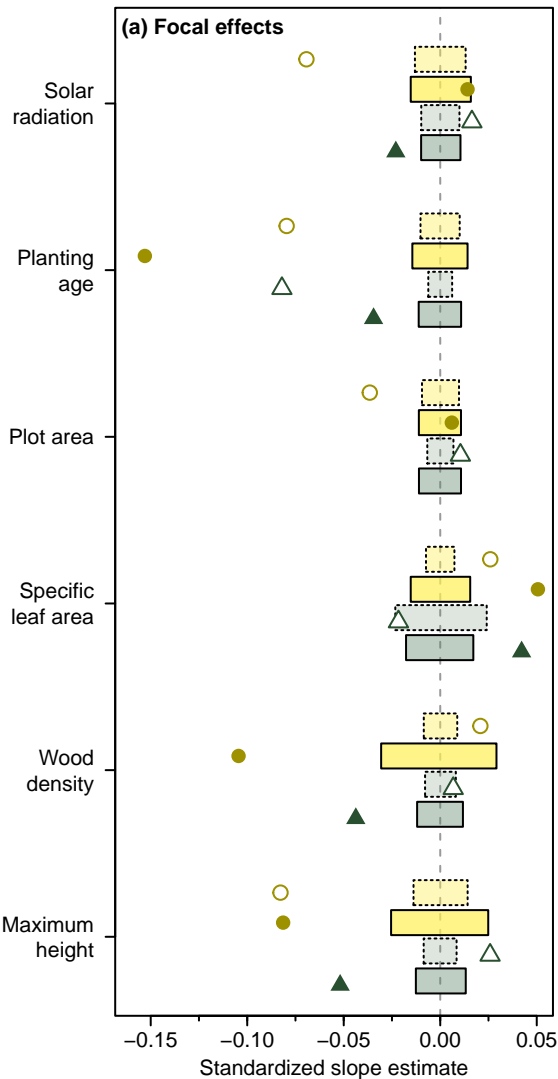 (a) Focal effects
Solar
radiation
Planting
age
Plot area
Specific
leaf area
Wood
density
Maximum
height
−0.15 −0.10 −0.05 0.00 0.05
Standardized slope estimate